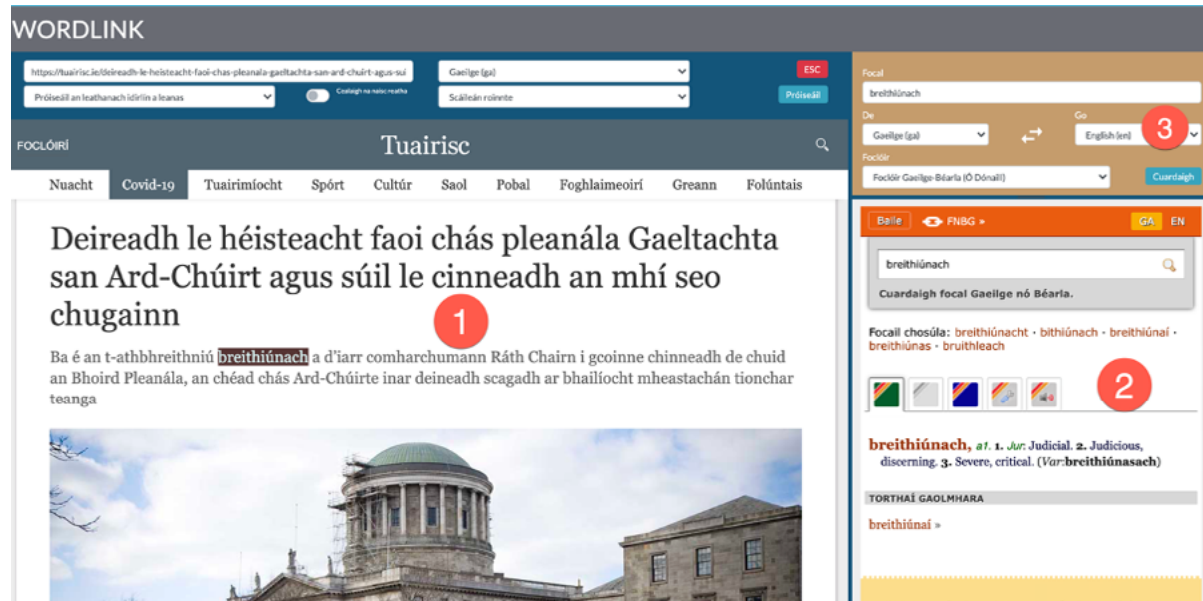 WORDLINK
https://tuairisc.ie/deireadh-le-heisteacht-faoi-chas-pleanala-gaeltachta-san-ard-chuirt-agus-sui
Gaeilge (ga)
ESC
Próiseáil an leathanach idirlín a leanas
Cealaigh na naisc reatha
Scáileán roinnte
Próiseáil
Focal
breithiúnach
De
Go
Gaeilge (ga)
English (en)
3
Foclóir
Foclóir Gaeilge-Béarla (Ó Dónaill)
Cuardaigh
FOCLÓIRÍ
Tuairisc
Nuacht
Covid-19
Tuairimíocht
Spórt
Cultúr
Saol
Pobal
Foghlaimeoirí
Greann
Folúntais
Deireadh le héisteacht faoi chás pleanála Gaeltachta
san Ard-Chúirt agus súil le cinneadh an mhí seo
chugainn
1
Ba é an t-athbhreithniú breithiúnach a d'iarr comharchumann Ráth Chairn i gcoinne chinneadh de chuid
an Bhoird Pleanála, an chéad chás Ard-Chúirte inar deineadh scagadh ar bhailíocht mheastachán tionchar
teanga
Baile
FNBG »
GA
EN
breithiúnach
Cuardaigh focal Gaeilge nó Béarla.
Focail chosúla: breithiúnacht · bithiúnach · breithiúnaí ·
breithiúnas · bruithleach
2
breithiúnach, a1. 1. Jur: Judicial. 2. Judicious,
discerning. 3. Severe, critical. (Var:breithiúnasach)
TORTHAÍ GAOLMHARA
breithiúnaí »